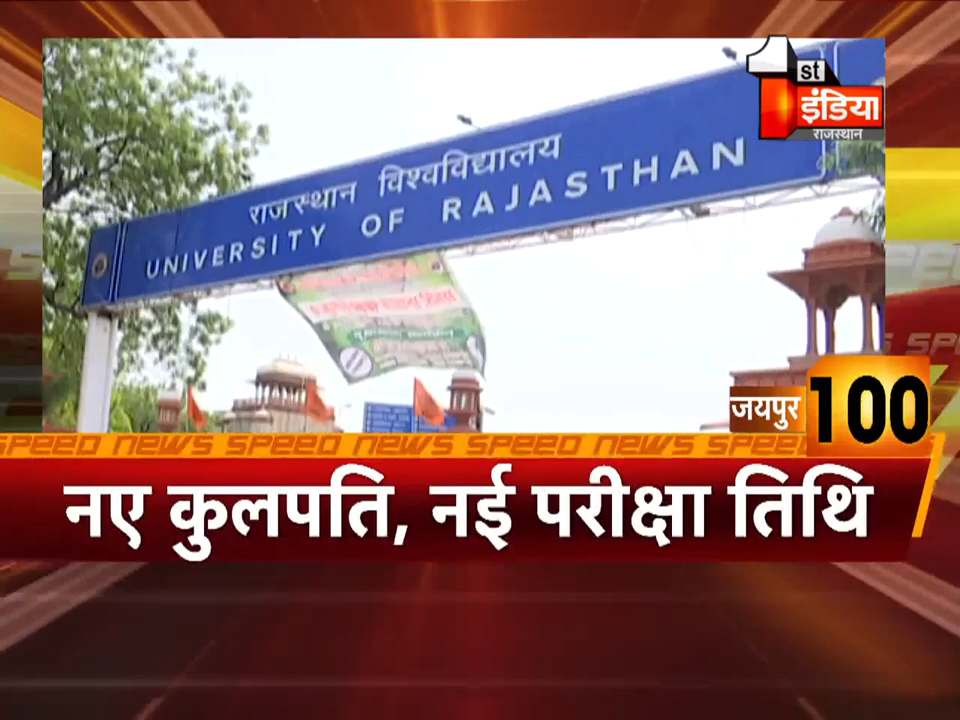 1st
इंडिया
राजस्थान
राजस्थान विश्वविद्यालय
UNIVERSITY OF RAJASTHAN
जयपुर 100
SPEED NEWS SPEED NEWS SPEED NEWS SPEED NEWS
नए कुलपति, नई परीक्षा तिथि